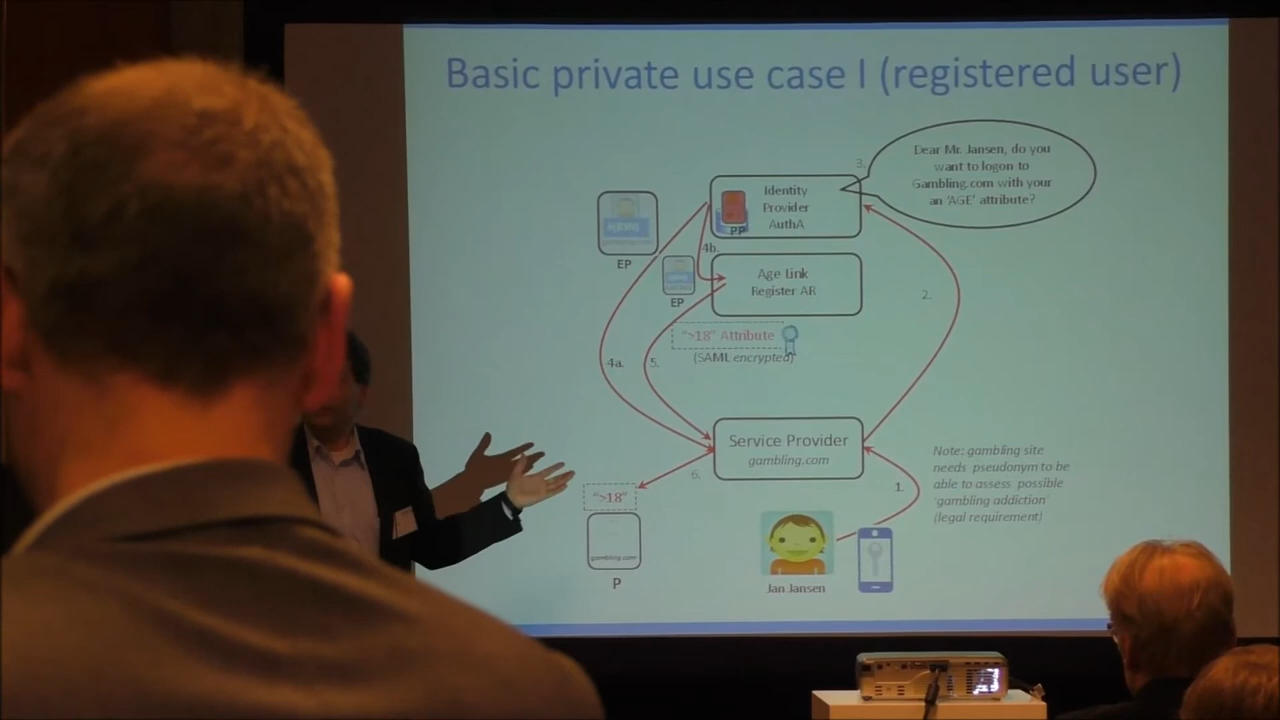 Basic private use case I (registered user)
3.
Dear Mr. Jansen, do you
want to logon to
Gambling.com with your
an ‘AGE’ attribute?
Identity
Provider
AuthA
PP
EP
4b.
Age Link
Register AR
EP
2.
“>18” Attribute
(SAML encrypted)
4a.
5.
Service Provider
gambling.com
6.
1.
Note: gambling site
needs pseudonym to be
able to assess possible
‘gambling addiction’
(legal requirement)
“>18”
gambling.com
P
Jan Jansen